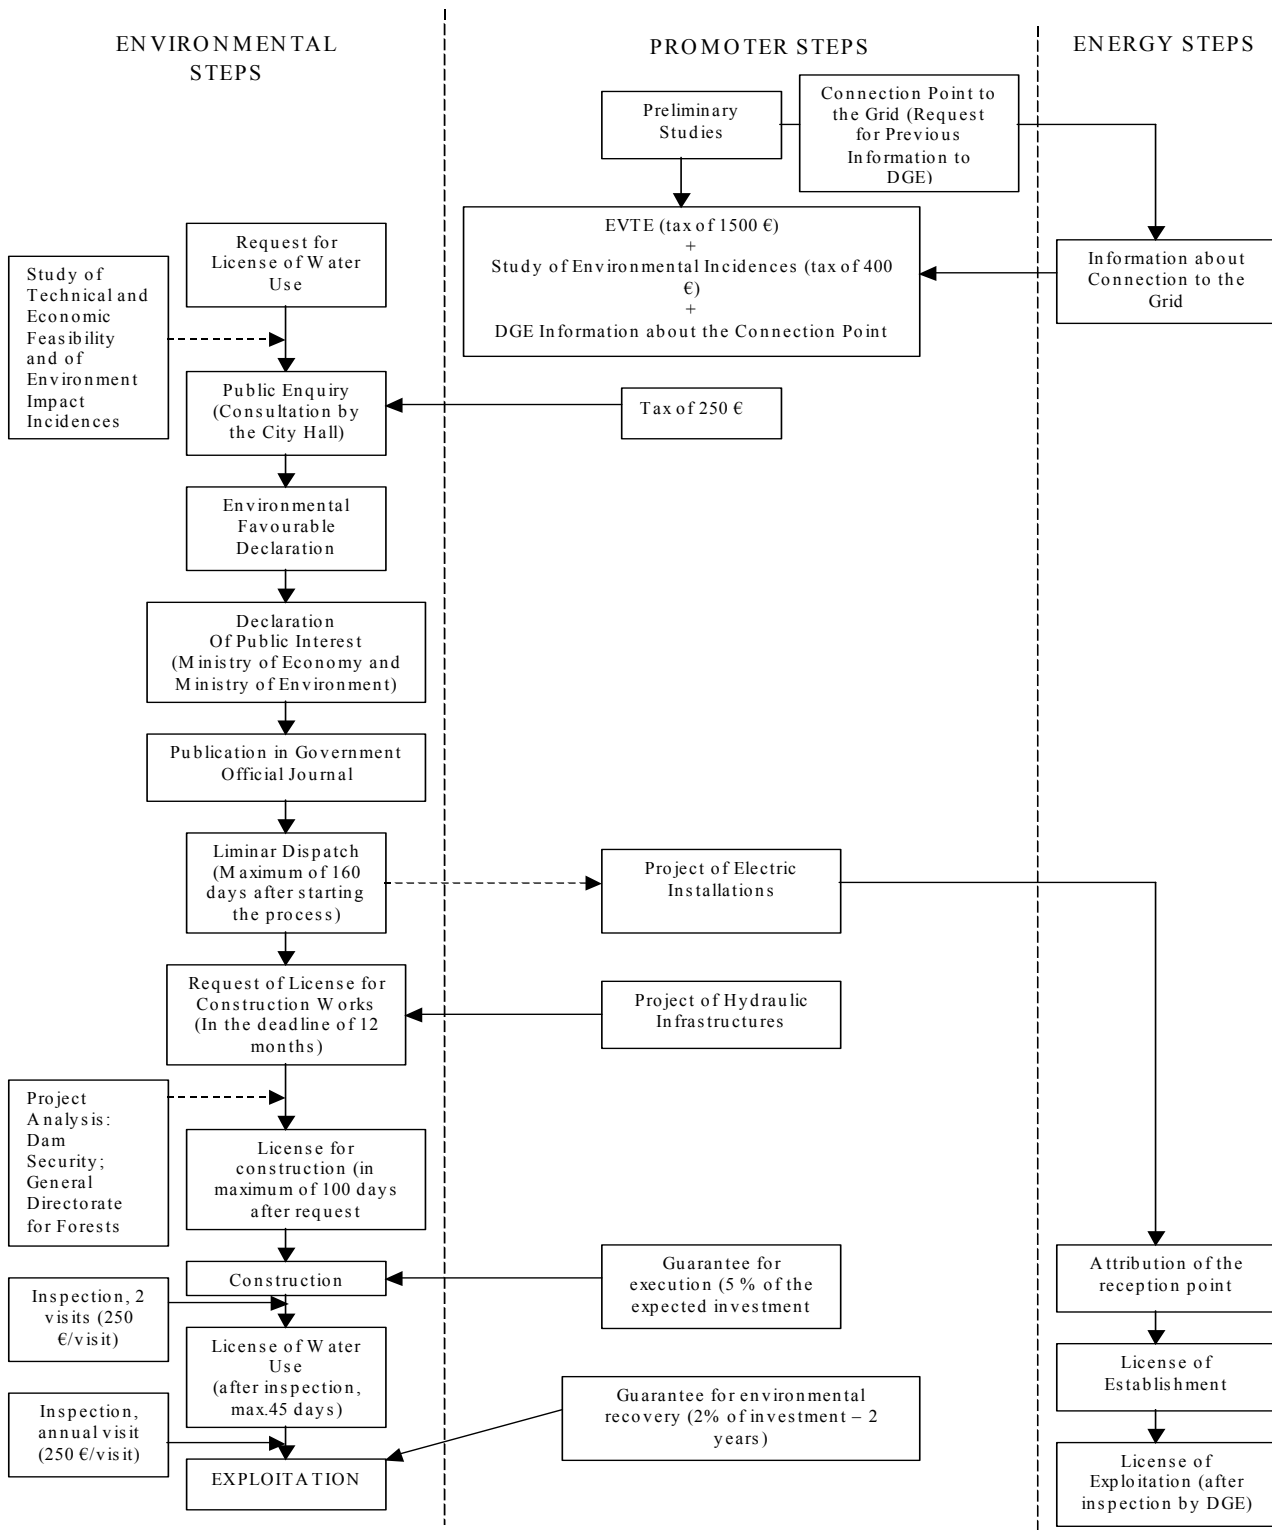 ENVIRONMENTAL
STEPS
PROMOTER STEPS
ENERGY STEPS
Preliminary
Studies
Connection Point to
the Grid (Request
for Previous
Information to
DGE)
EVTE (tax of 1500 €)
+
Study of Environmental Incidences (tax of 400
€)
+
DGE Information about the Connection Point
Information about
Connection to the
Grid
Request for
License of Water
Use
Study of
Technical and
Economic
Feasibility
and of
Environment
Impact
Incidences
Public Enquiry
(Consultation by
the City Hall)
Tax of 250 €
Environmental
Favourable
Declaration
Declaration
Of Public Interest
(Ministry of Economy and
Ministry of Environment)
Publication in Government
Official Journal
Liminar Dispatch
(Maximum of 160
days after starting
the process)
Project of Electric
Installations
Request of License for
Construction Works
(In the deadline of 12
months)
Project of Hydraulic
Infrastructures
Project
Analysis:
Dam
Security;
General
Directorate
for Forests
License for
construction (in
maximum of 100 days
after request
Construction
Guarantee for
execution (5 % of the
expected investment
Attribution of the
reception point
Inspection, 2
visits (250
€/visit)
License of Water
Use
(after inspection,
max.45 days)
License of
Establishment
Guarantee for environmental
recovery (2% of investment – 2
years)
Inspection,
annual visit
(250 €/visit)
EXPLOITATION
License of
Exploitation (after
inspection by DGE)